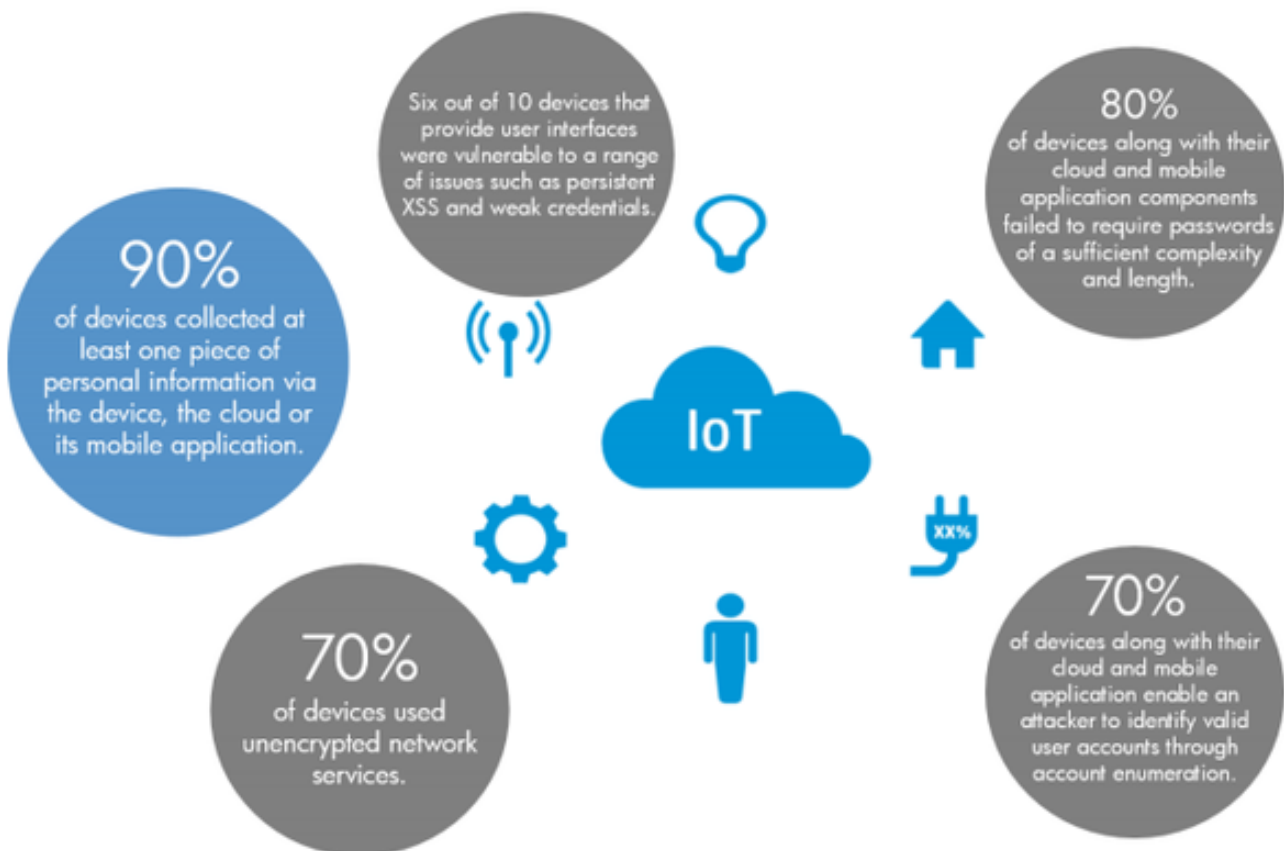 Six out of 10 devices that
provide user interfaces
were vulnerable to a range
of issues such as persistent
XSS and weak credentials.
80%
of devices along with their
cloud and mobile
application components
failed to require passwords
of a sufficient complexity
and length.
90%
of devices collected at
least one piece of
personal information via
the device, the cloud or
its mobile application.
IoT
XX%
70%
of devices used
unencrypted network
services.
70%
of devices along with their
cloud and mobile
application enable an
attacker to identify valid
user accounts through
account enumeration.